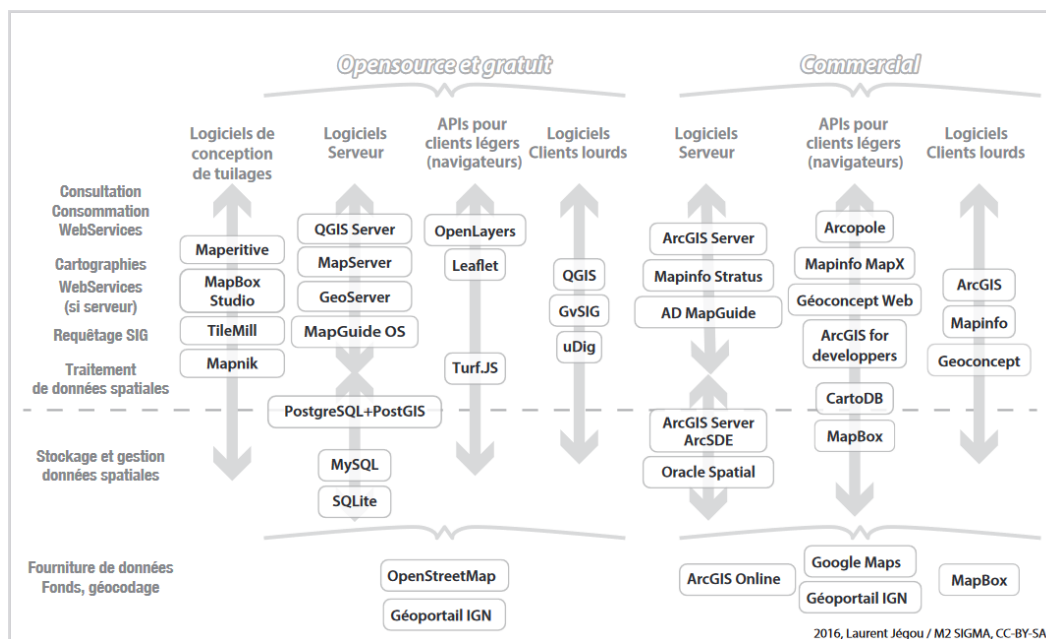 Opensource et gratuit
Commercial
Logiciels de
conception
de tuilages
Logiciels
Serveur
APIs pour
clients légers
(navigateurs)
Logiciels
Clients lourds
Logiciels
Serveur
APIs pour
clients légers
(navigateurs)
Logiciels
Clients lourds
Consultation
Consommation
WebServices
Cartographies
WebServices
(si serveur)
Requêtage SIG
Traitement
de données spatiales
Stockage et gestion
données spatiales
Fourniture de données
Fonds, géocodage
Maperitive
MapBox
Studio
TileMill
Mapnik
QGIS Server
MapServer
GeoServer
MapGuide OS
PostgreSQL+PostGIS
MySQL
SQLite
OpenLayers
Leaflet
Turf.JS
QGIS
GvSIG
uDig
ArcGIS Server
Mapinfo Stratus
AD MapGuide
ArcGIS Server
ArcSDE
Oracle Spatial
Arcopole
Mapinfo MapX
Géoconcept Web
ArcGIS for
developpers
CartoDB
MapBox
ArcGIS
Mapinfo
Geoconcept
OpenStreetMap
Géoportail IGN
ArcGIS Online
Google Maps
Géoportail IGN
MapBox
2016, Laurent Jégou / M2 SIGMA, CC-BY-SA